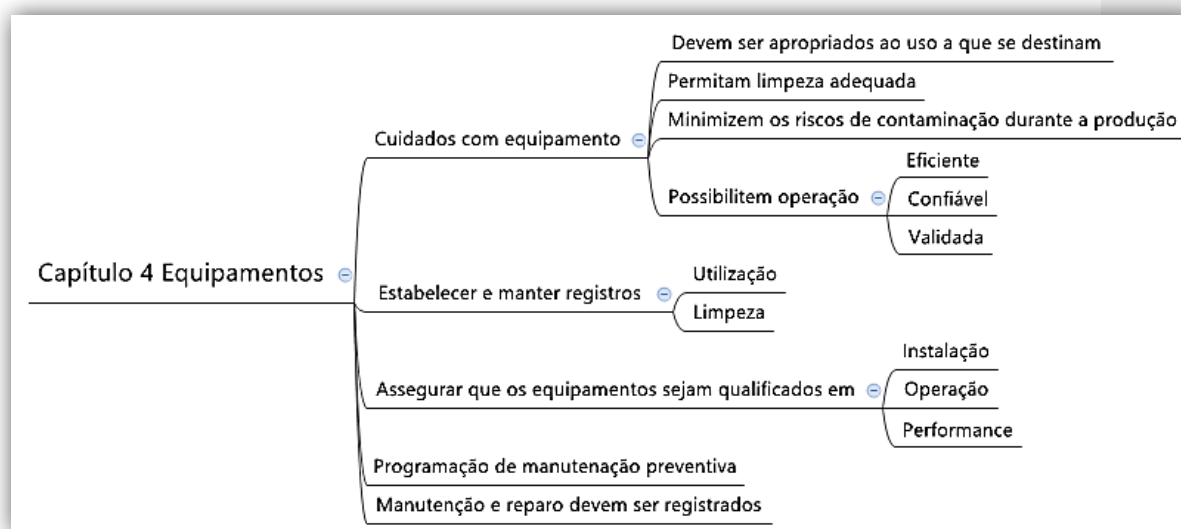 Devem ser apropriados ao uso a que se destinam
Permitam limpeza adequada
Minimizem os riscos de contaminação durante a produção
Cuidados com equipamento
Eficiente
Possibilitem operação
Confiável
Validada
Capítulo 4 Equipamentos
Utilização
Estabelecer e manter registros
Limpeza
Instalação
Assegurar que os equipamentos sejam qualificados em
Operação
Performance
Programação de manutenação preventiva
Manutenção e reparo devem ser registrados